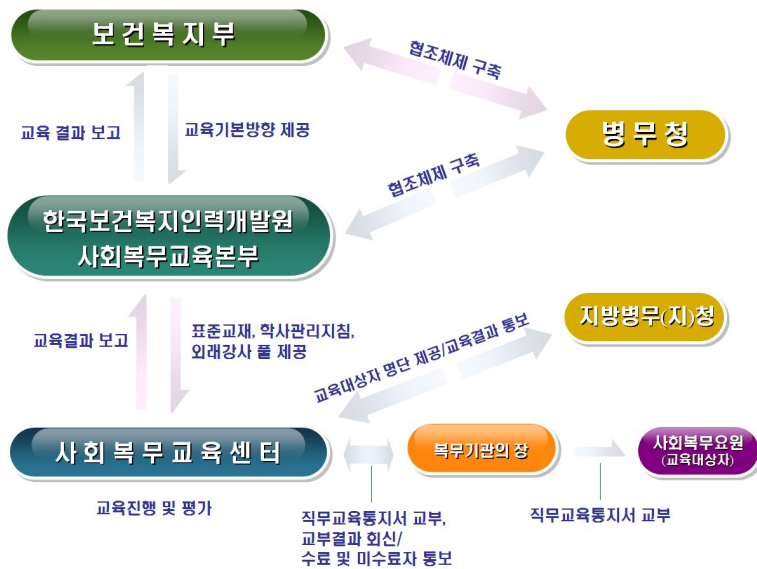 보건복지부
협조체제 구축
교육 결과 보고
교육기본방향 제공
병무청
협조체제 구축
한국보건복지인력개발원
사회복무교육본부
지방병무(지)청
교육결과 보고
표준교재, 학사관리지침,
외래강사 풀 제공
교육대상자 명단 제공/교육결과 통보
사회복무교육센터
복무기관의 장
사회복무요원
(교육대상자)
교육진행 및 평가
직무교육통지서 교부,
교부결과 회신/
수료 및 미수료자 통보
직무교육통지서 교부